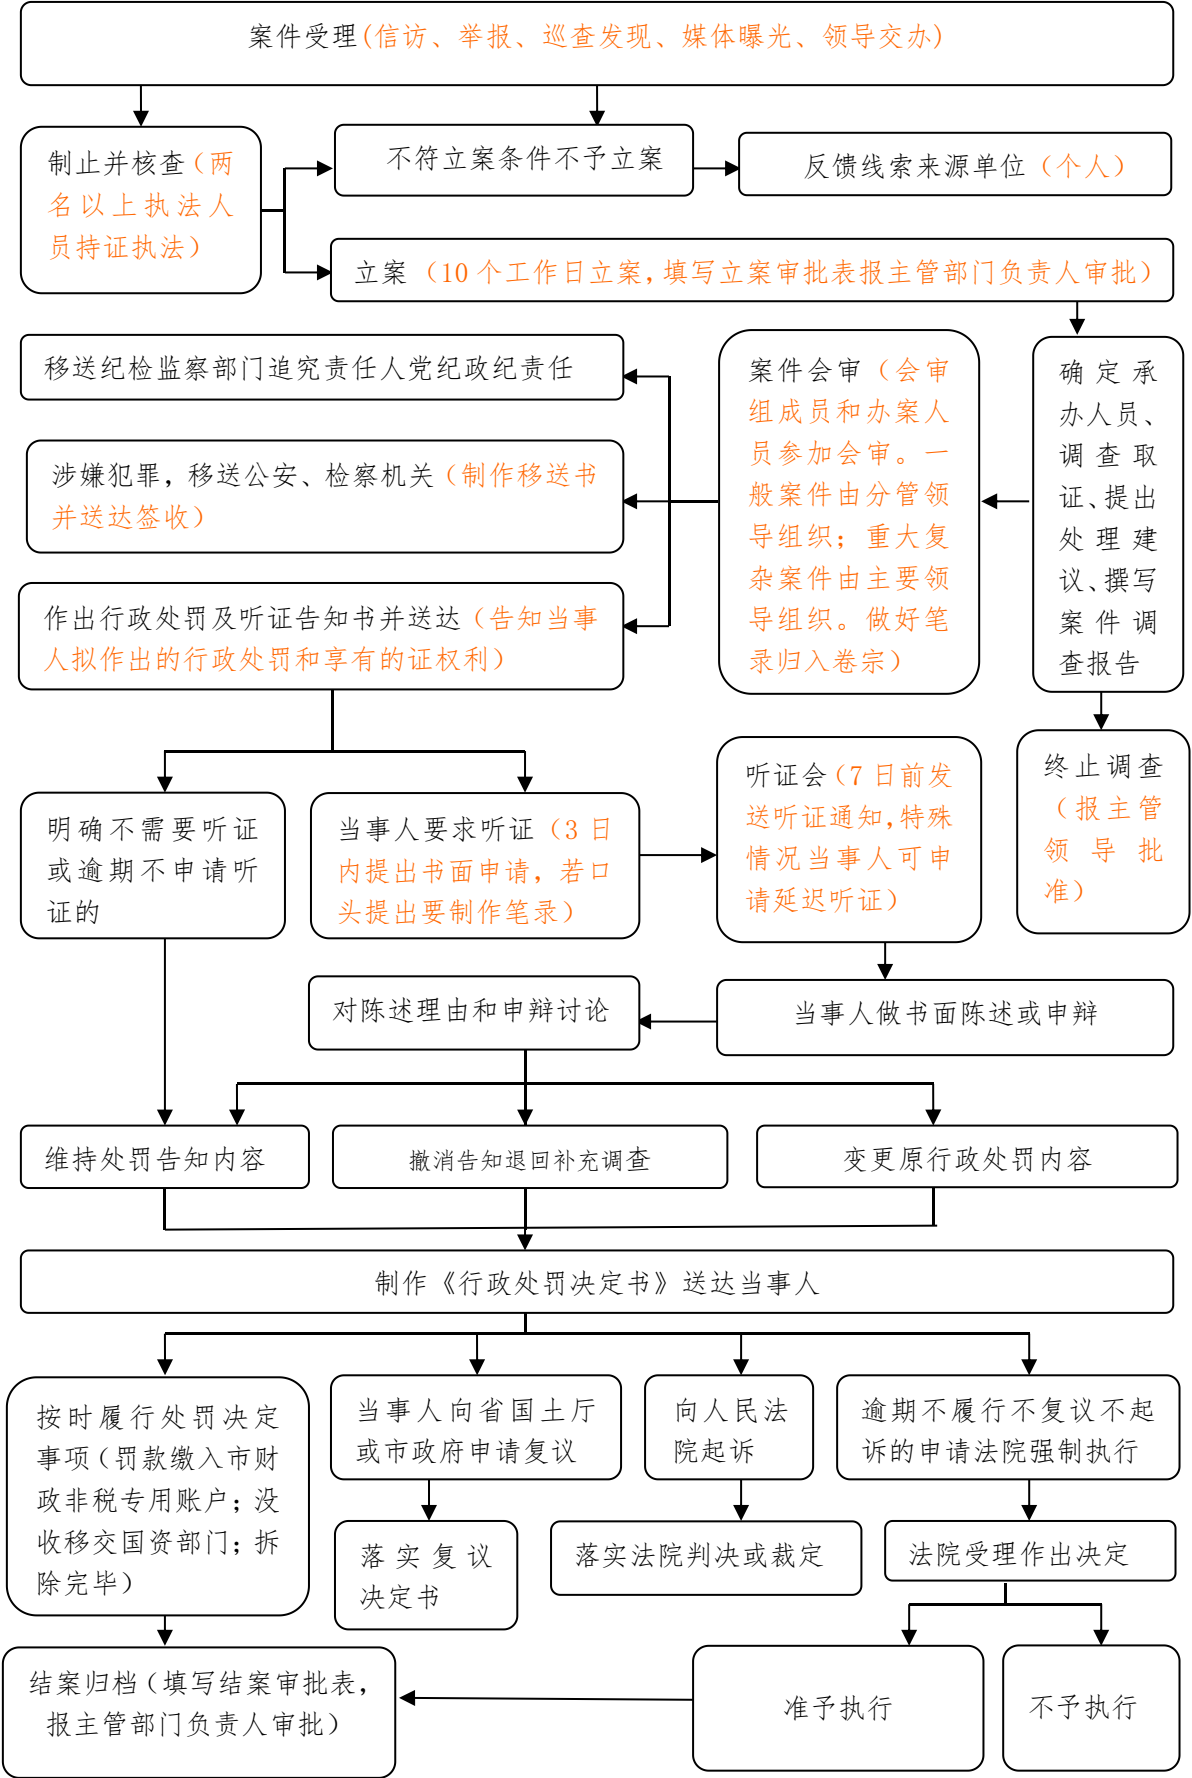 案件受理(信访、举报、巡查发现、媒体曝光、领导交办)
制止并核查（两
名以上执法人
员持证执法）
不符立案条件不予立案
反馈线索来源单位（个人）
立案（10个工作日立案,填写立案审批表报主管部门负责人审批）
移送纪检监察部门追究责任人党纪政纪责任
涉嫌犯罪，移送公安、检察机关（制作移送书
并送达签收）
作出行政处罚及听证告知书并送达（告知当事
人拟作出的行政处罚和享有的证权利）
案件会审（会审
组成员和办案人
员参加会审。一
般案件由分管领
导组织；重大复
杂案件由主要领
导组织。做好笔
录归入卷宗）
确定承
办人员、
调查取
证、提出
处理建
议、撰写
案件调
查报告
终止调查
（报主管
领导批
准）
明确不需要听证
或逾期不申请听
证的
当事人要求听证（3日
内提出书面申请，若口
头提出要制作笔录）
听证会（7日前发
送听证通知,特殊
情况当事人可申
请延迟听证）
对陈述理由和申辩讨论
当事人做书面陈述或申辩
维持处罚告知内容
撤消告知退回补充调查
变更原行政处罚内容
制作《行政处罚决定书》送达当事人
按时履行处罚决定
事项（罚款缴入市财
政非税专用账户；没
收移交国资部门；拆
除完毕）
当事人向省国土厅
或市政府申请复议
向人民法
院起诉
逾期不履行不复议不起
诉的申请法院强制执行
落实复议
决定书
落实法院判决或裁定
法院受理作出决定
结案归档（填写结案审批表，
报主管部门负责人审批）
准予执行
不予执行